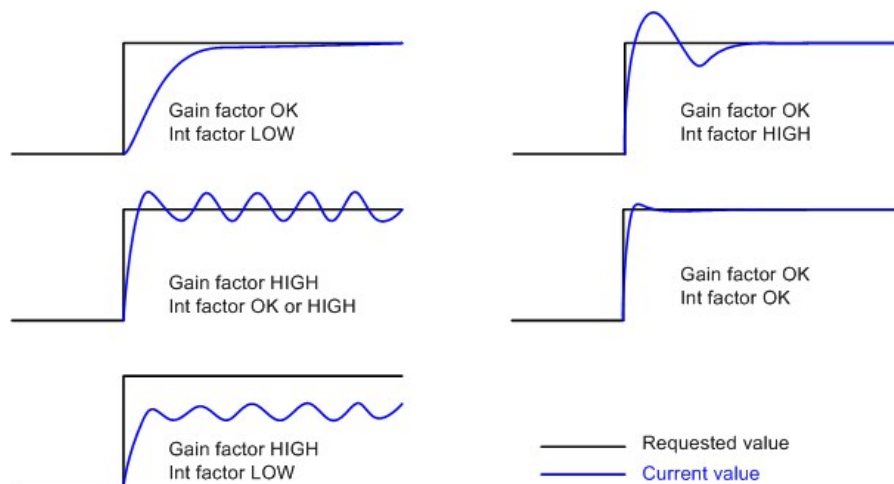 Gain factor OK
Int factor LOW
Gain factor OK
Int factor HIGH
Gain factor HIGH
Int factor OK or HIGH
Gain factor OK
Int factor OK
Gain factor HIGH
Int factor LOW
Requested value
Current value